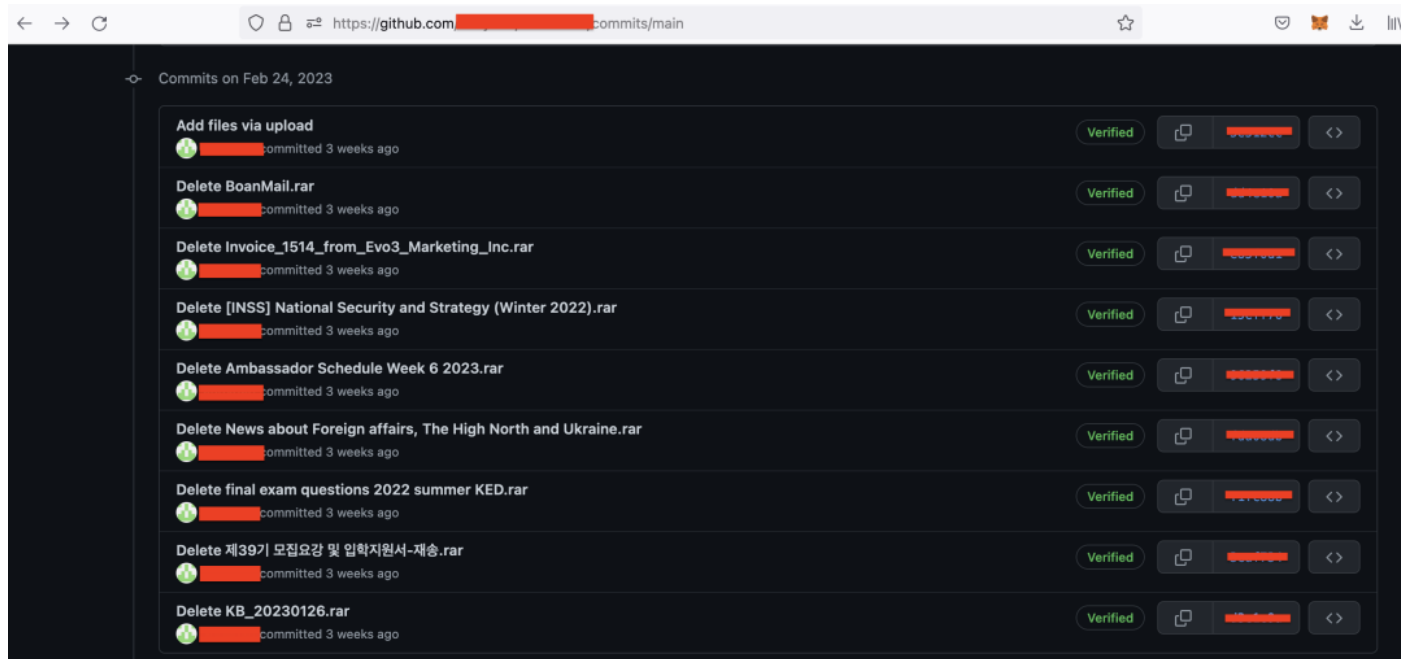 https://github.com/ commits/main
Commits on Feb 24, 2023
Add files via upload
Verified
committed 3 weeks ago
Delete BoanMail.rar
Verified
committed 3 weeks ago
Delete Invoice_1514_from_Evo3_Marketing_Inc.rar
Verified
committed 3 weeks ago
Delete [INSS] National Security and Strategy (Winter 2022).rar
Verified
committed 3 weeks ago
Delete Ambassador Schedule Week 6 2023.rar
Verified
committed 3 weeks ago
Delete News about Foreign affairs, The High North and Ukraine.rar
Verified
committed 3 weeks ago
Delete final exam questions 2022 summer KED.rar
Verified
committed 3 weeks ago
Delete 제39기 모집요강 및 입학지원서-재송.rar
Verified
committed 3 weeks ago
Delete KB_20230126.rar
Verified
committed 3 weeks ago